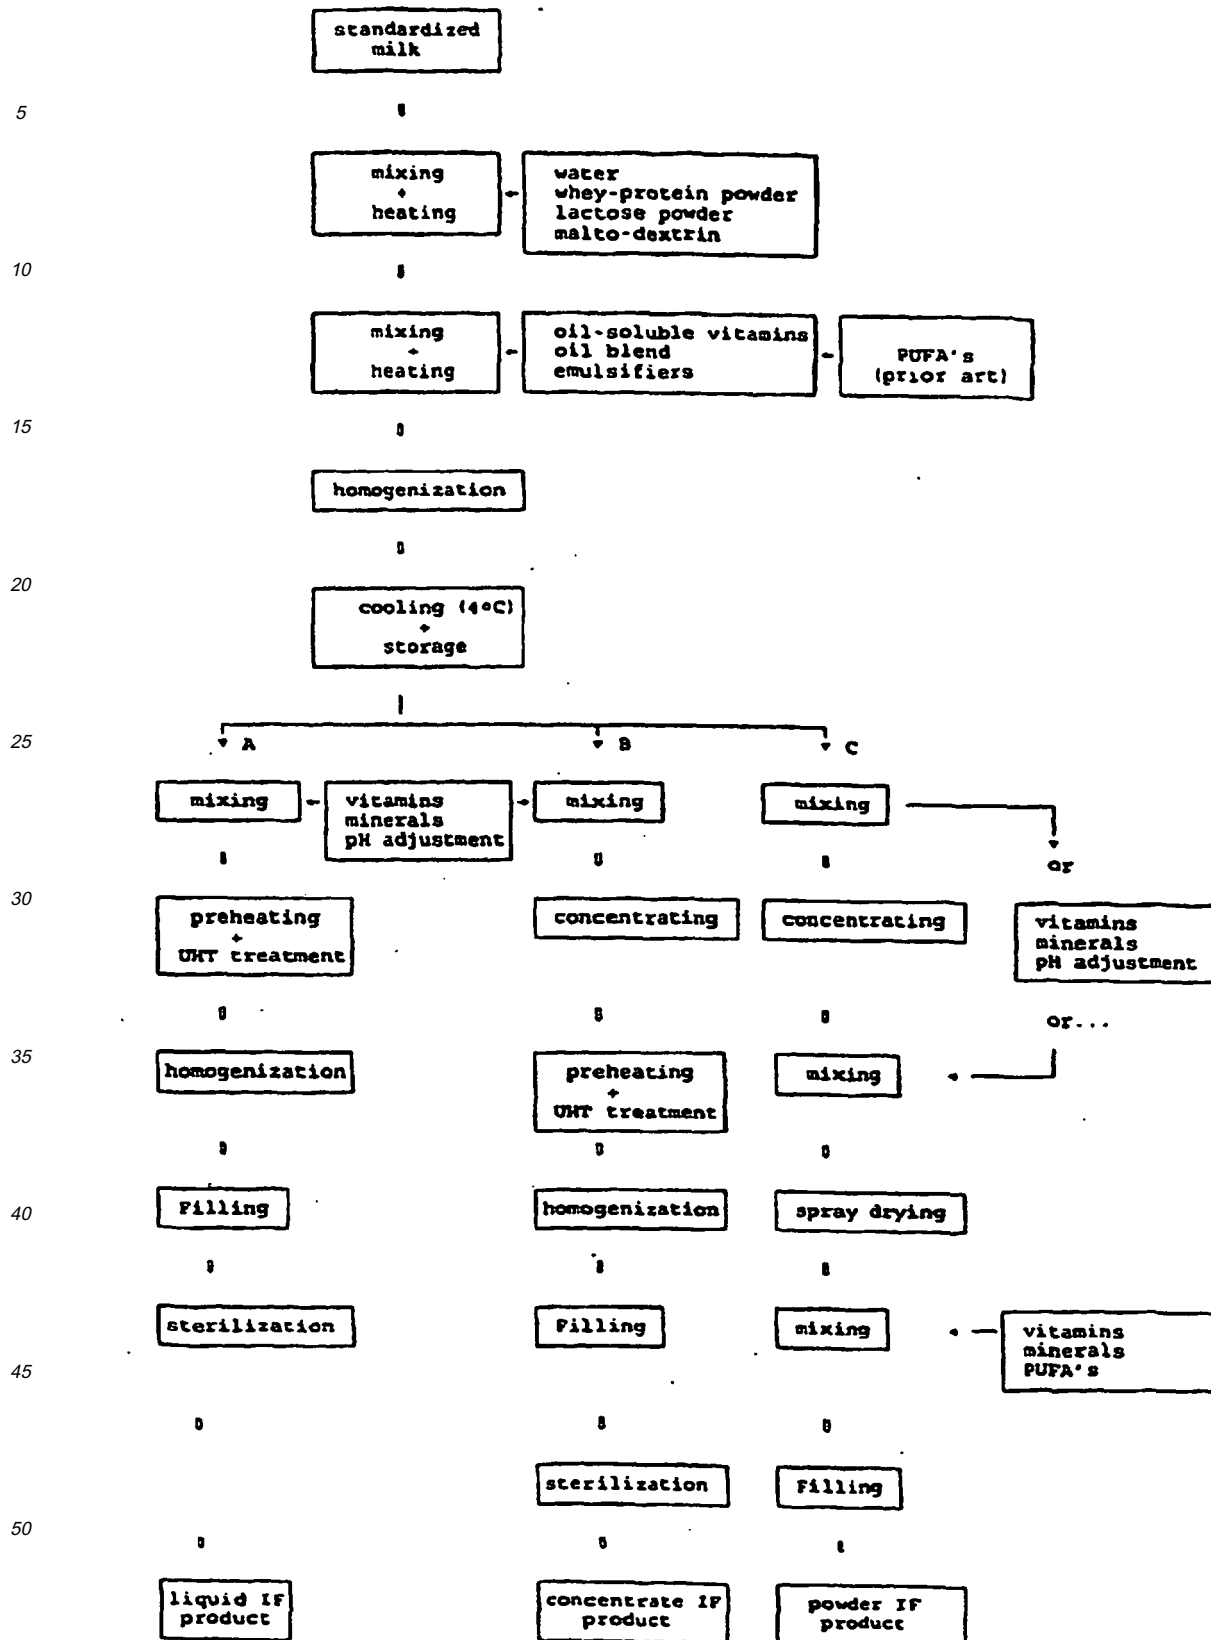 standardized
milk
5
mixing
+
heating
water
whey-protein powder
lactose powder
malto-dextrin
10
mixing
+
heating
oil-soluble vitamins
oil blend
emulsifiers
PUFA's
(prior art)
15
homogenization
20
cooling (4°C)
+
storage
25
A
B
C
mixing
vitamins
minerals
pH adjustment
mixing
mixing
or
30
preheating
+
UHT treatment
concentrating
concentrating
vitamins
minerals
pH adjustment
or...
35
homogenization
preheating
+
UHT treatment
mixing
40
Filling
homogenization
spray drying
sterilization
Filling
mixing
vitamins
minerals
PUFA's
45
sterilization
Filling
50
liquid IF
product
concentrate IF
product
powder IF
product